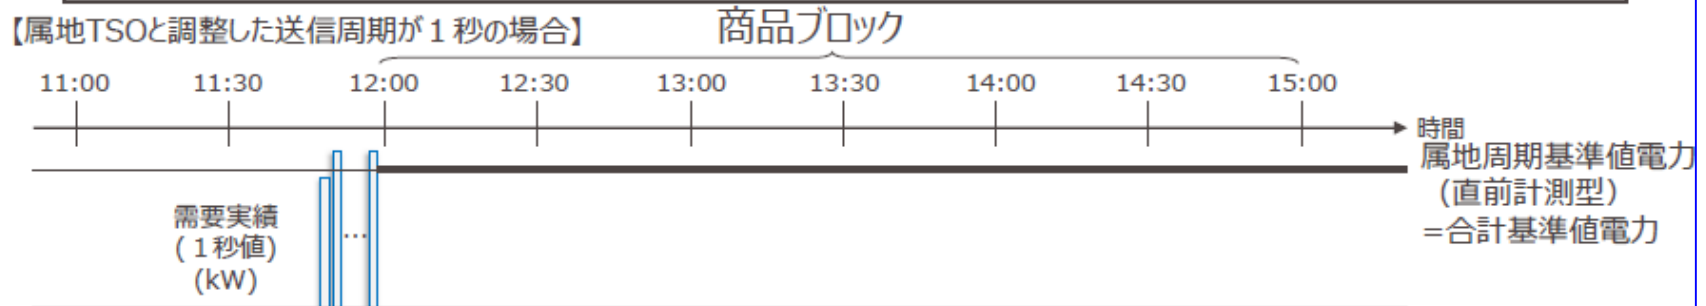 【属地TSOと調整した送信周期が１秒の場合】
商品ブロック
11:00 11:30 12:00 12:30 13:00 13:30 14:00 14:30 15:00
時間
属地周期基準値電力
（直前計測型）
=合計基準値電力
需要実績
(１秒値)
(kW)
…